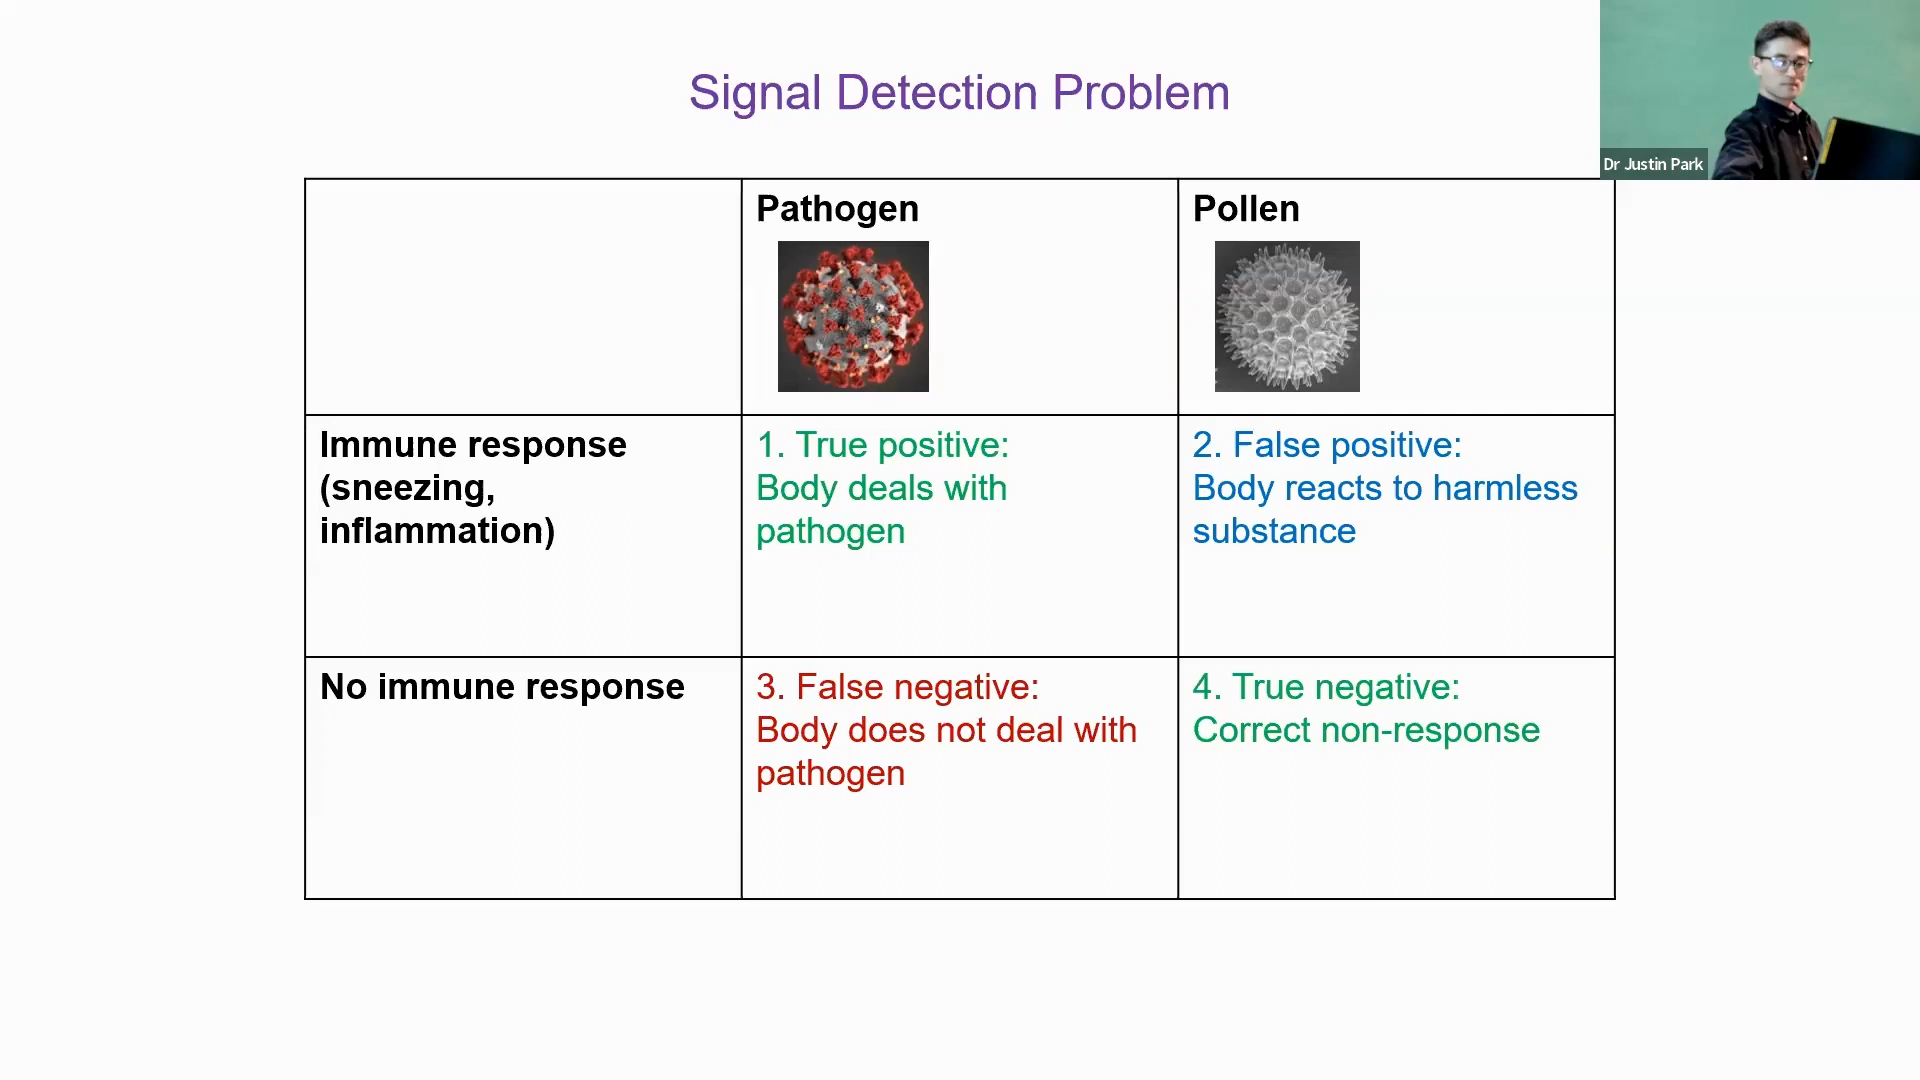 Signal Detection Problem
Dr Justin Park
Pathogen
Pollen
Immune response
(sneezing,
inflammation)
1. True positive:
Body deals with
pathogen
2. False positive:
Body reacts to harmless
substance
No immune response
3. False negative:
Body does not deal with
pathogen
4. True negative:
Correct non-response